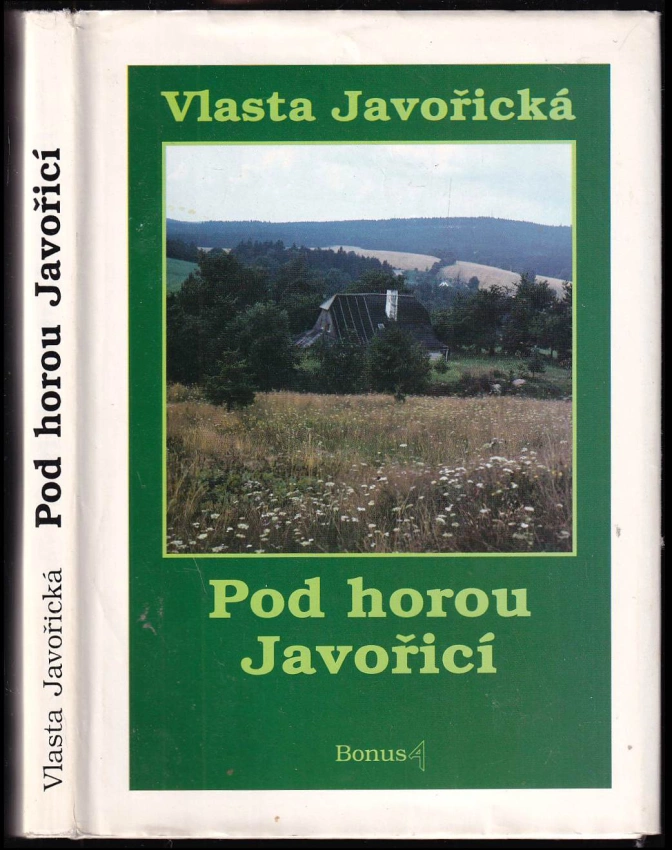 Vlasta Javořická Pod horou Javořicí
Vlasta Javořická
Pod horou
Javořicí
Bonus A